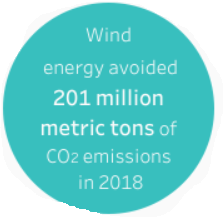 Wind
energy avoided
201 million
metric tons of
CO2 emissions
in 2018